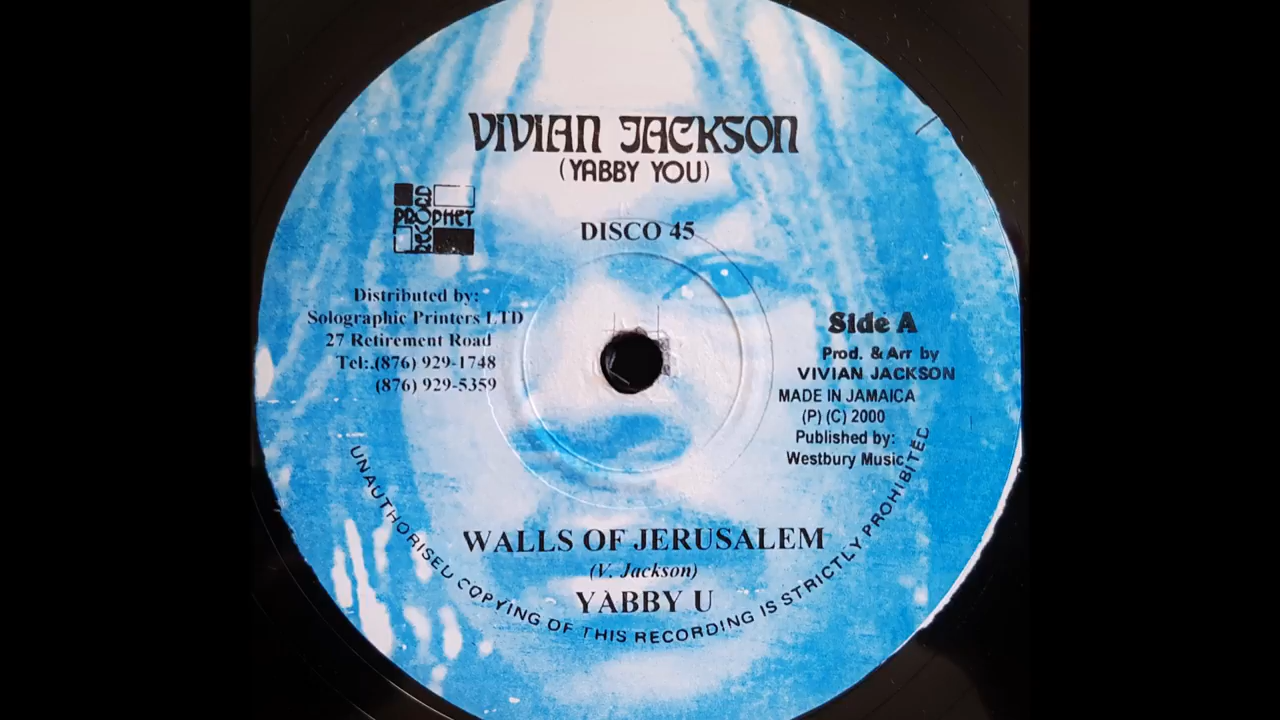 VIVIAN JACKSON
(YABBY YOU)
PROPHET
RECORD
DISCO 45
Distributed by:
Solographic Printers LTD
27 Retirement Road
Tel:.(876) 929-1748
(876) 929-5359
Side A
Prod. & Arr by
VIVIAN JACKSON
MADE IN JAMAICA
(P) (C) 2000
Published by:
Westbury Music
WALLS OF JERUSALEM
(V. Jackson)
YABBY U
UNAUTHORISED COPYING OF THIS RECORDING IS STRICTLY PROHIBITED